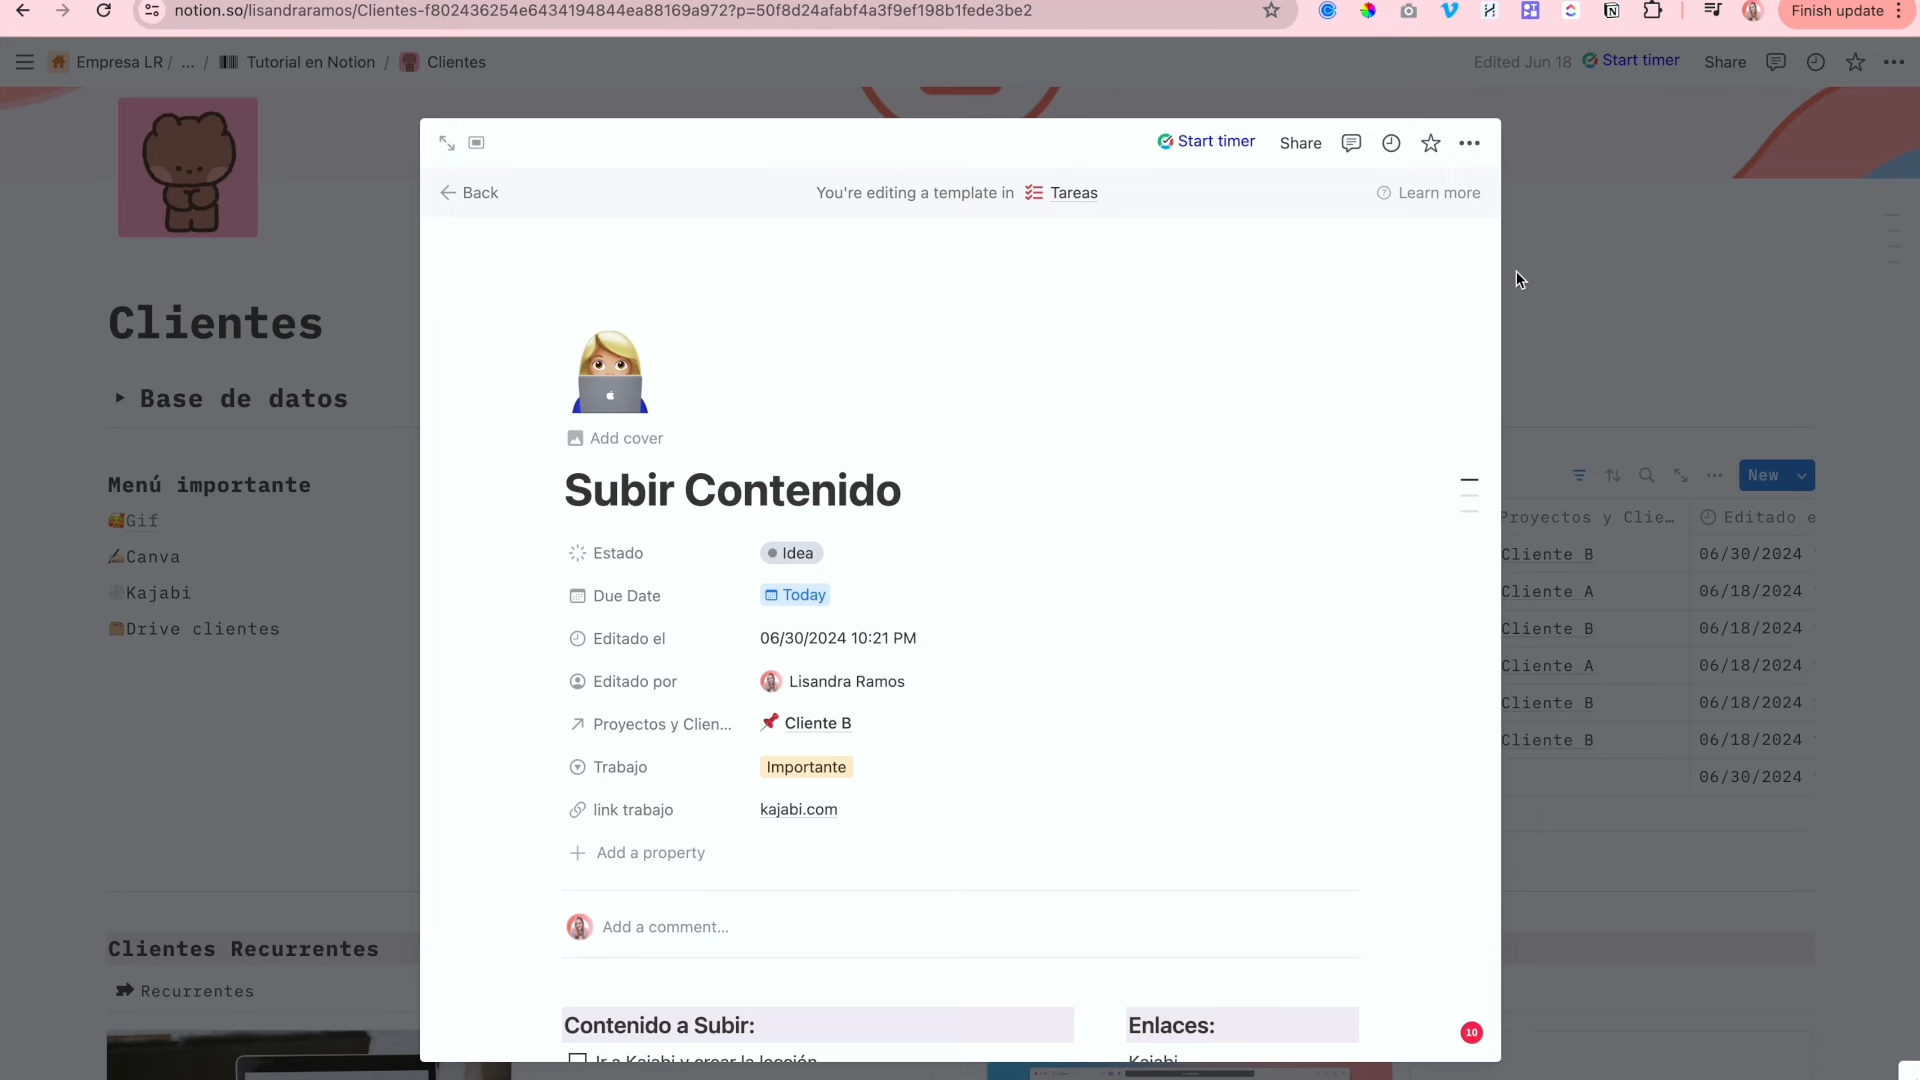 notion.so/lisandraramos/Clientes-f802436254e6434194844ea88169a972?p=50f8d24afabf4a3f9ef198b1fede3be2
Finish update
Empresa LR / ... / Tutorial en Notion / Clientes
Edited Jun 18 Start timer Share
Start timer Share
Back
You're editing a template in Tareas
Learn more
Clientes
Base de datos
Menú importante
Gif
Canva
Kajabi
Drive clientes
Clientes Recurrentes
Recurrentes
Add cover
Subir Contenido
Estado Idea
Due Date Today
Editado el 06/30/2024 10:21 PM
Editado por Lisandra Ramos
Proyectos y Clien... Cliente B
Trabajo Importante
link trabajo kajabi.com
Add a property
Add a comment...
Contenido a Subir:
Ir a Kajabi y crear la lección
Enlaces:
Kajabi
10
New
Proyectos y Clie... Editado e
Cliente B 06/30/2024
Cliente A 06/18/2024
Cliente B 06/18/2024
Cliente A 06/18/2024
Cliente B 06/18/2024
Cliente B 06/18/2024
06/30/2024